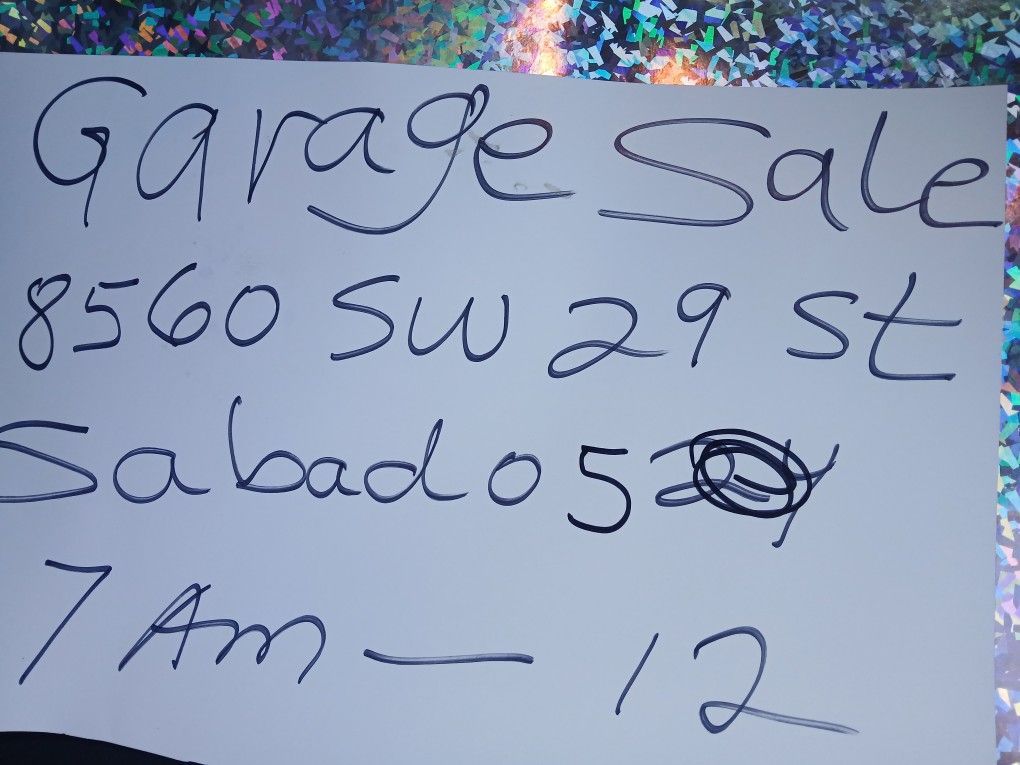 Garage Sale
8560 SW 29 St
Sabado 5
7 Am — 12